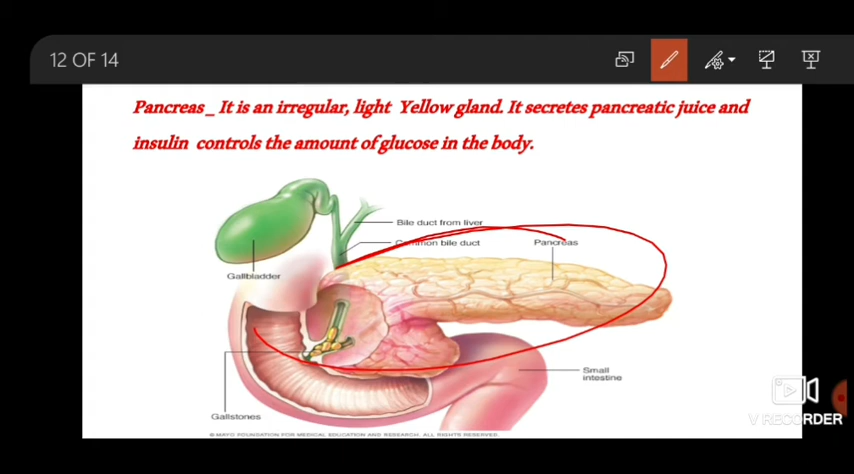 12 OF 14
Pancreas _ It is an irregular, light Yellow gland. It secretes pancreatic juice and
insulin controls the amount of glucose in the body.
Bile duct from liver
Common bile duct
Pancreas
Gallbladder
Small
intestine
Gallstones
© MAYO FOUNDATION FOR MEDICAL EDUCATION AND RESEARCH. ALL RIGHTS RESERVED.
V RECORDER